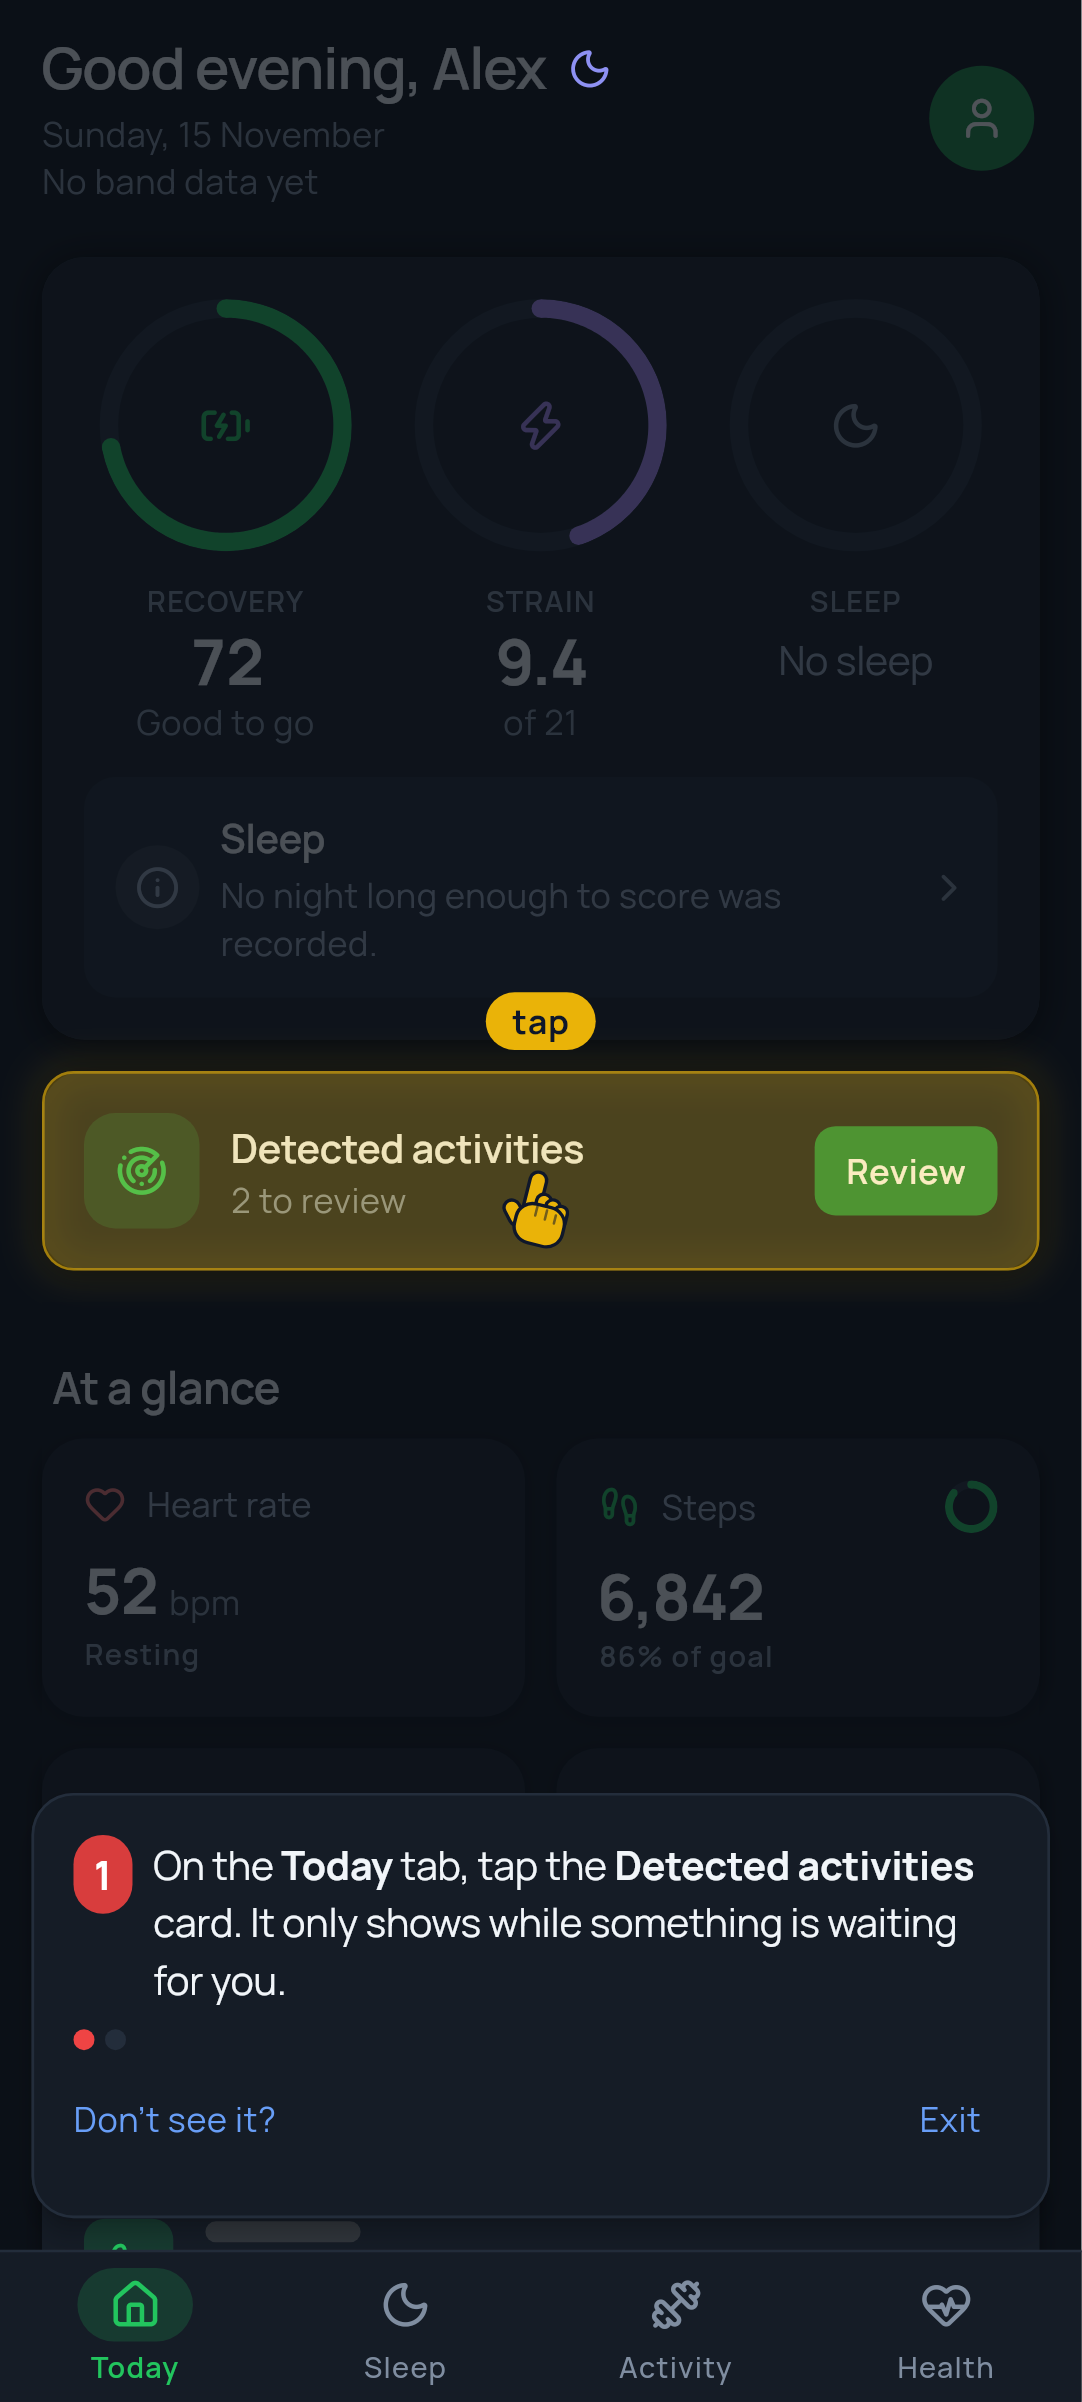 Good evening, Alex
Sunday, 15 November
No band data yet
RECOVERY
72
Good to go
STRAIN
9.4
of 21
SLEEP
No sleep
Sleep
No night long enough to score was
recorded.
tap
Detected activities
2 to review
Review
At a glance
Heart rate
52 bpm
Resting
Steps
6,842
86% of goal
1
On the Today tab, tap the Detected activities
card. It only shows while something is waiting
for you.
Don’t see it?
Exit
Today
Sleep
Activity
Health